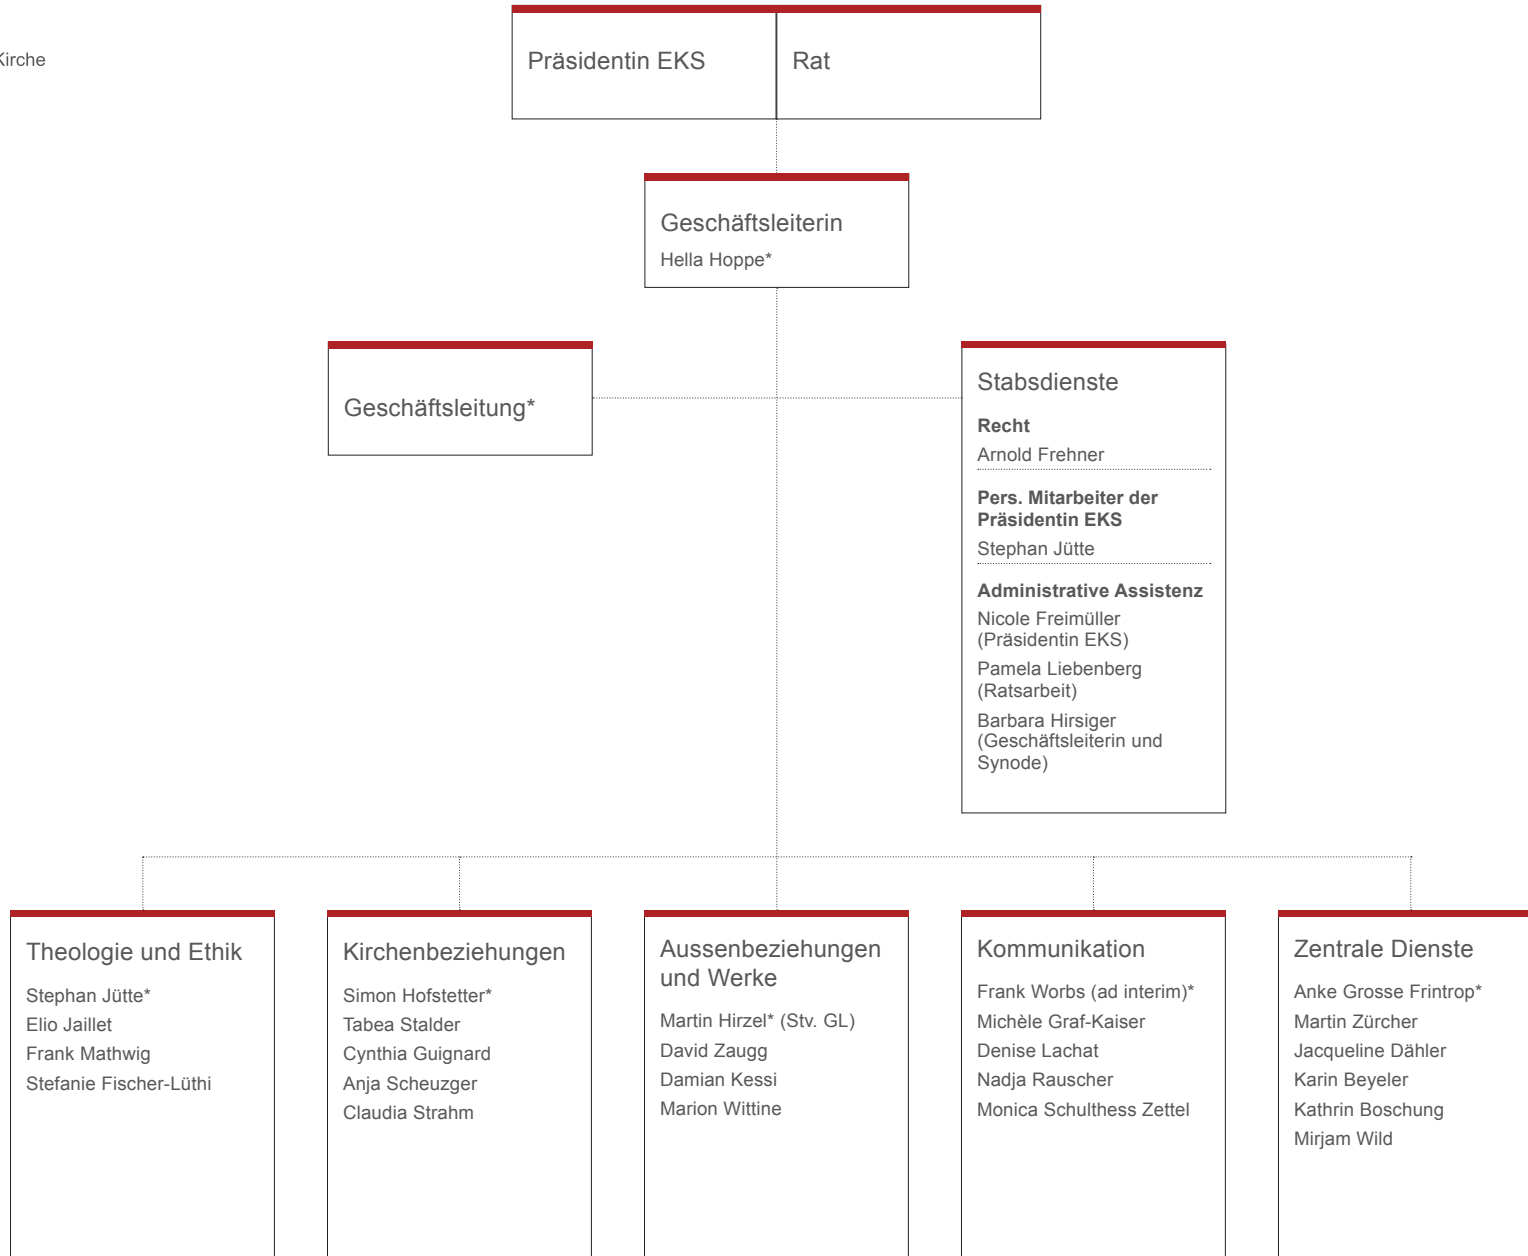 Kirche
Präsidentin EKS
Rat
Geschäftsleiterin
Hella Hoppe*
Geschäftsleitung*
Stabsdienste
Recht
Arnold Frehner
Pers. Mitarbeiter der
Präsidentin EKS
Stephan Jütte
Administrative Assistenz
Nicole Freimüller
(Präsidentin EKS)
Pamela Liebenberg
(Ratsarbeit)
Barbara Hirsiger
(Geschäftsleiterin und
Synode)
Theologie und Ethik
Stephan Jütte*
Elio Jaillet
Frank Mathwig
Stefanie Fischer-Lüthi
Kirchenbeziehungen
Simon Hofstetter*
Tabea Stalder
Cynthia Guignard
Anja Scheuzger
Claudia Strahm
Aussenbeziehungen
und Werke
Martin Hirzel* (Stv. GL)
David Zaugg
Damian Kessi
Marion Wittine
Kommunikation
Frank Worbs (ad interim)*
Michèle Graf-Kaiser
Denise Lachat
Nadja Rauscher
Monica Schulthess Zettel
Zentrale Dienste
Anke Grosse Frintrop*
Martin Zürcher
Jacqueline Dähler
Karin Beyeler
Kathrin Boschung
Mirjam Wild